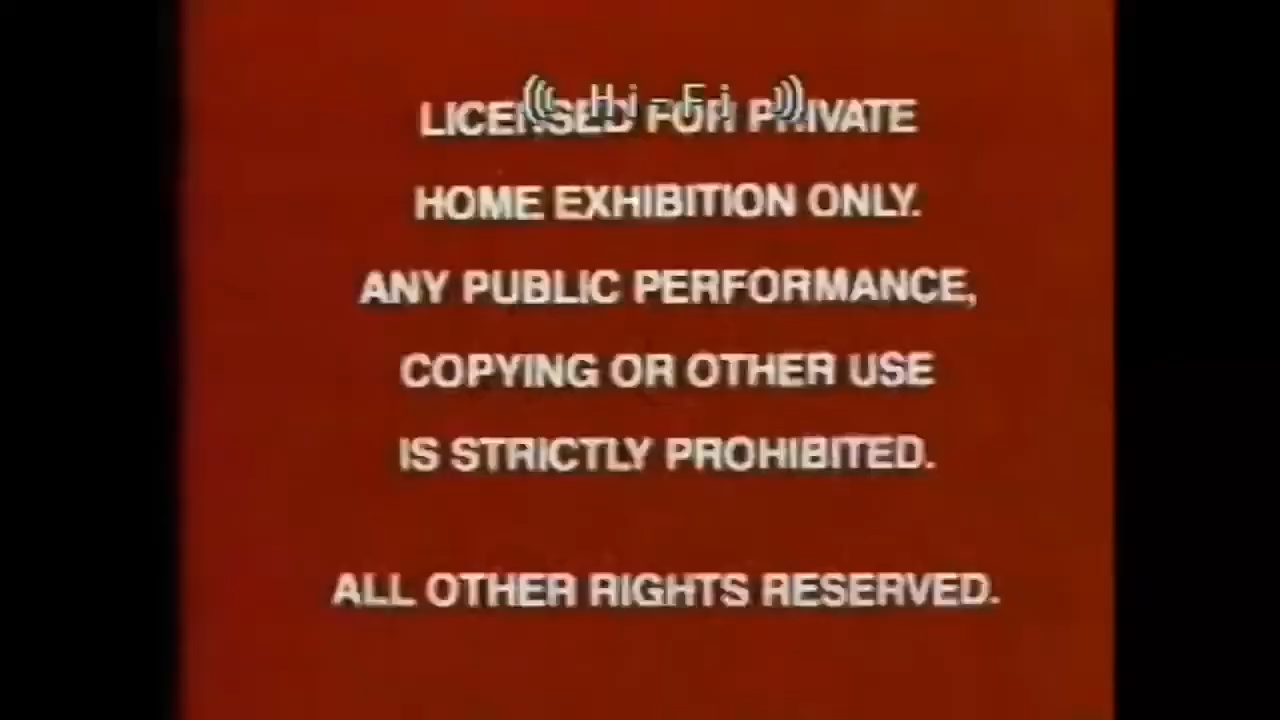 ((( Hi-Fi )))
LICENSED FOR PRIVATE
HOME EXHIBITION ONLY.
ANY PUBLIC PERFORMANCE,
COPYING OR OTHER USE
IS STRICTLY PROHIBITED.
ALL OTHER RIGHTS RESERVED.